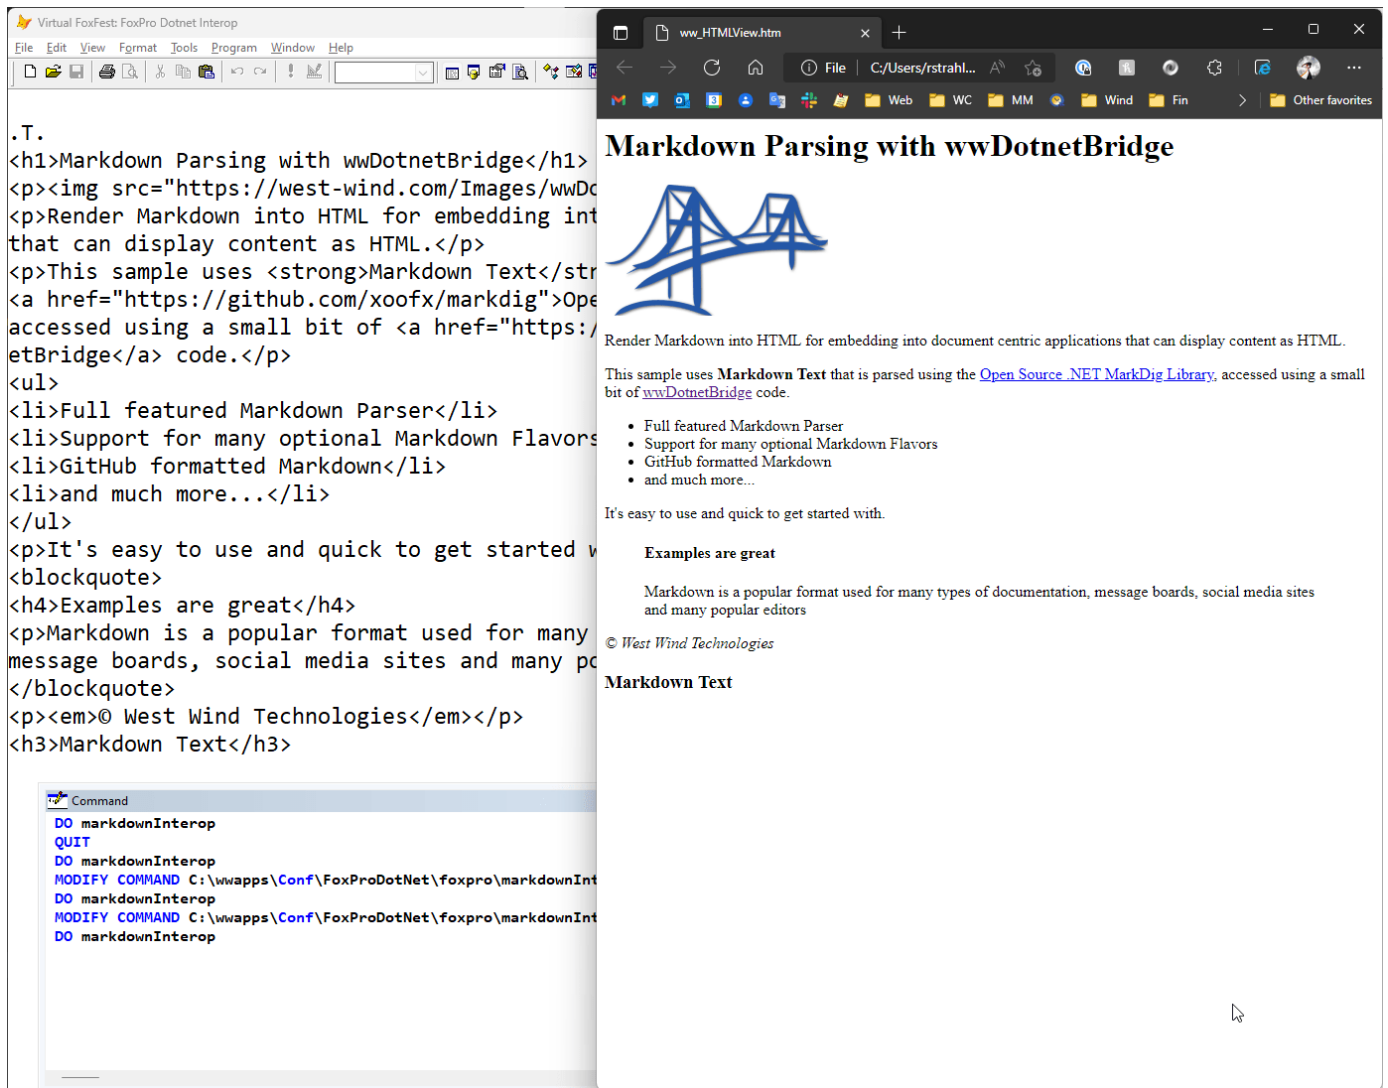 Virtual FoxFest: FoxPro Dotnet Interop
File Edit View Format Tools Program Window Help
.T.
<h1>Markdown Parsing with wwDotnetBridge</h1>
<p><img src="https://west-wind.com/Images/wwDo
<p>Render Markdown into HTML for embedding int
that can display content as HTML.</p>
<p>This sample uses <strong>Markdown Text</str
<a href="https://github.com/xoofx/markdig">Ope
accessed using a small bit of <a href="https:/
etBridge</a> code.</p>
<ul>
<li>Full featured Markdown Parser</li>
<li>Support for many optional Markdown Flavors
<li>GitHub formatted Markdown</li>
<li>and much more...</li>
</ul>
<p>It's easy to use and quick to get started w
<blockquote>
<h4>Examples are great</h4>
<p>Markdown is a popular format used for many
message boards, social media sites and many po
</blockquote>
<p><em>© West Wind Technologies</em></p>
<h3>Markdown Text</h3>
Command
DO markdownInterop
QUIT
DO markdownInterop
MODIFY COMMAND C:\wwapps\Conf\FoxProDotNet\foxpro\markdownInt
DO markdownInterop
MODIFY COMMAND C:\wwapps\Conf\FoxProDotNet\foxpro\markdownInt
DO markdownInterop
ww_HTMLView.htm
File C:/Users/rstrahl...
Web WC MM Wind Fin Other favorites
Markdown Parsing with wwDotnetBridge
Render Markdown into HTML for embedding into document centric applications that can display content as HTML.
This sample uses Markdown Text that is parsed using the Open Source .NET MarkDig Library, accessed using a small
bit of wwDotnetBridge code.
• Full featured Markdown Parser
• Support for many optional Markdown Flavors
• GitHub formatted Markdown
• and much more...
It's easy to use and quick to get started with.
Examples are great
Markdown is a popular format used for many types of documentation, message boards, social media sites
and many popular editors
© West Wind Technologies
Markdown Text